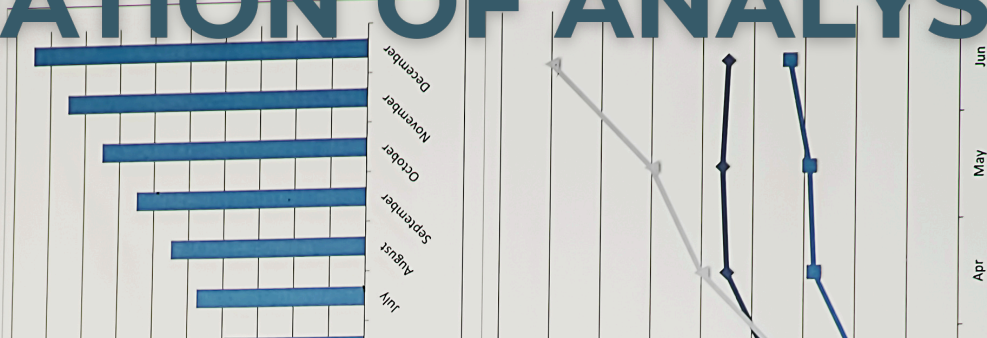 ATION OF ANALYS
December
November
October
September
August
July
Jun
May
Apr